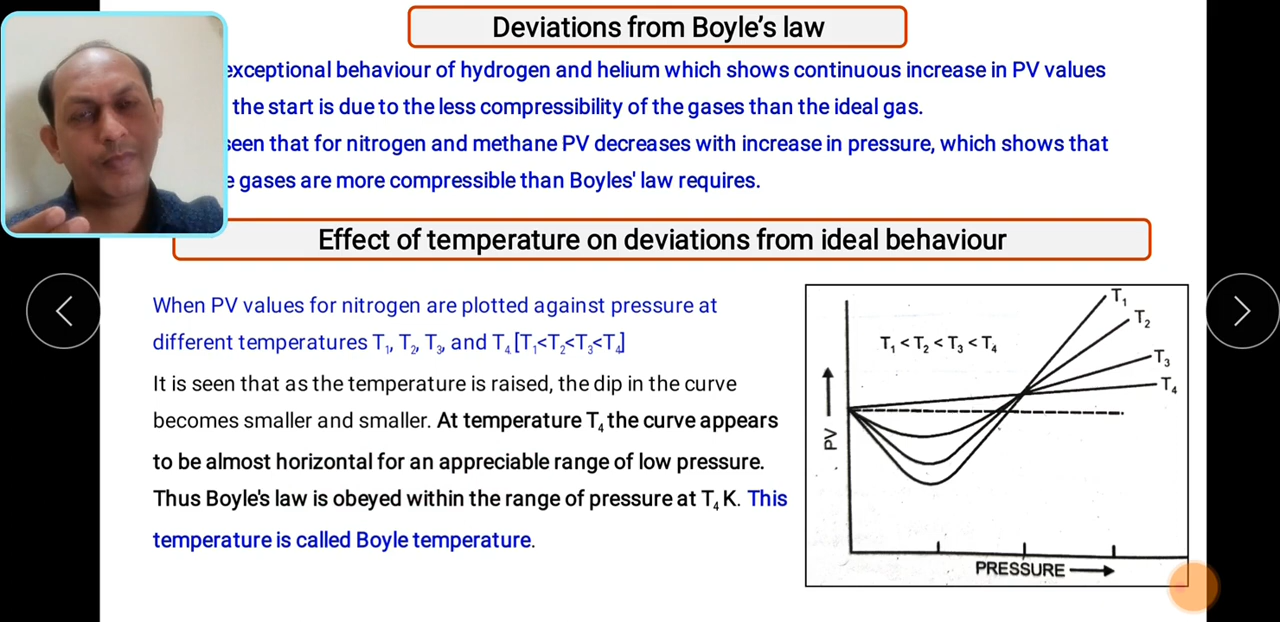 Deviations from Boyle's law
exceptional behaviour of hydrogen and helium which shows continuous increase in PV values
the start is due to the less compressibility of the gases than the ideal gas.
seen that for nitrogen and methane PV decreases with increase in pressure, which shows that
gases are more compressible than Boyles' law requires.
Effect of temperature on deviations from ideal behaviour
When PV values for nitrogen are plotted against pressure at
different temperatures T₁, T₂, T₃, and T₄ [T₁<T₂<T₃<T₄]
It is seen that as the temperature is raised, the dip in the curve
becomes smaller and smaller. At temperature T₄ the curve appears
to be almost horizontal for an appreciable range of low pressure.
Thus Boyle's law is obeyed within the range of pressure at T₄ K. This
temperature is called Boyle temperature.
T₁
T₂
T₁ < T₂ < T₃ < T₄
T₃
T₄
PV
PRESSURE